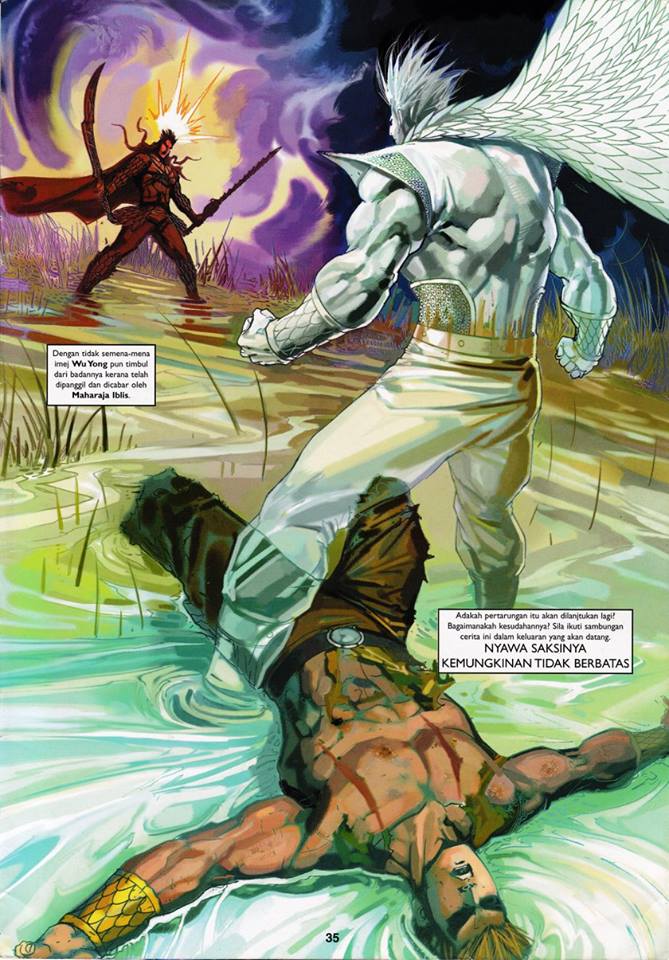 Dengan tidak semena-mena
imej Wu Yong pun timbul
dari badannya kerana telah
dipanggil dan dicabar oleh
Maharaja Iblis.
Adakah pertarungan itu akan dilanjutukan lagi?
Bagaimanakah kesudahannya? Sila ikuti sambungan
cerita ini dalam keluaran yang akan datang.
NYAWA SAKSINYA
KEMUNGKINAN TIDAK BERBATAS
35